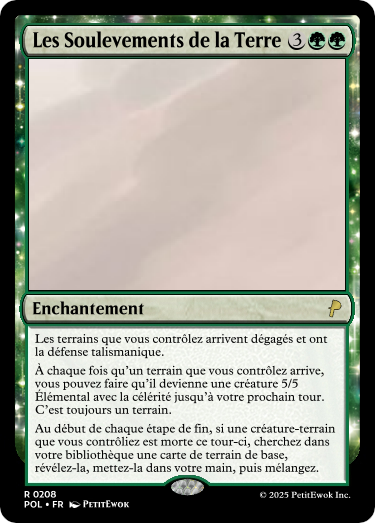 Les Soulevements de la Terre 3
Enchantement
Les terrains que vous contrôlez arrivent dégagés et ont
la défense talismanique.
À chaque fois qu'un terrain que vous contrôlez arrive,
vous pouvez faire qu'il devienne une créature 5/5
Élémental avec la célérité jusqu'à votre prochain tour.
C'est toujours un terrain.
Au début de chaque étape de fin, si une créature-terrain
que vous contrôliez est morte ce tour-ci, cherchez dans
votre bibliothèque une carte de terrain de base,
révélez-la, mettez-la dans votre main, puis mélangez.
R 0208
POL • FR PETITEWOK
© 2025 PetitEwok Inc.